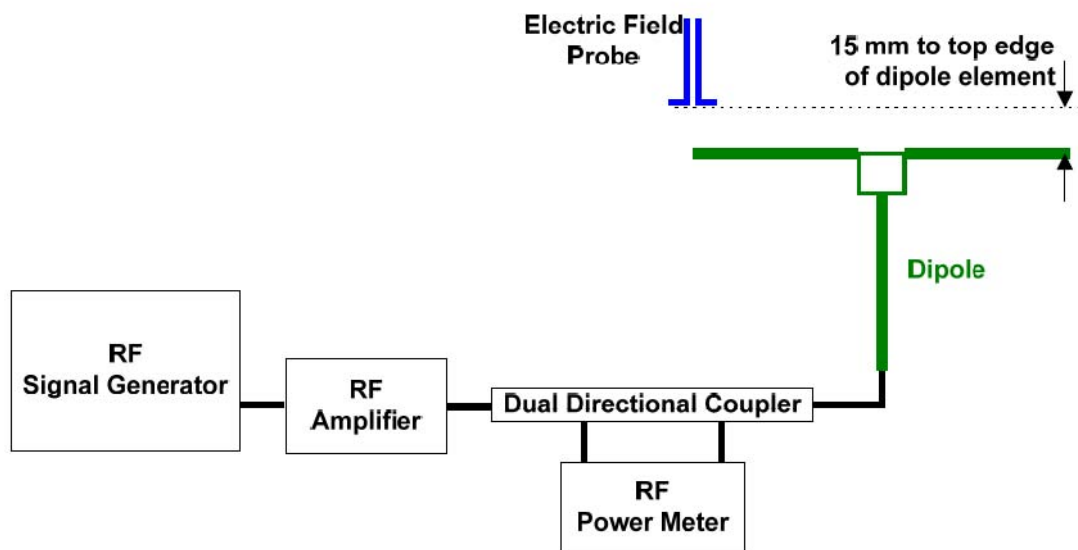 Electric Field
Probe
15 mm to top edge
of dipole element
Dipole
RF
Signal Generator
RF
Amplifier
Dual Directional Coupler
RF
Power Meter